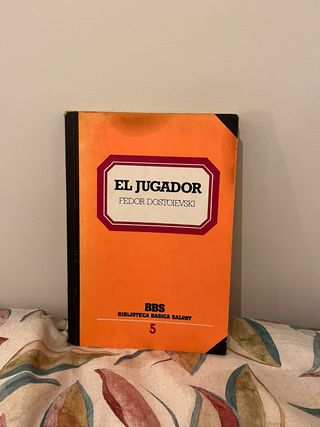 EL JUGADOR
FEDOR DOSTOIEVSKI
BBS
BIBLIOTECA BASICA SALVAT
5